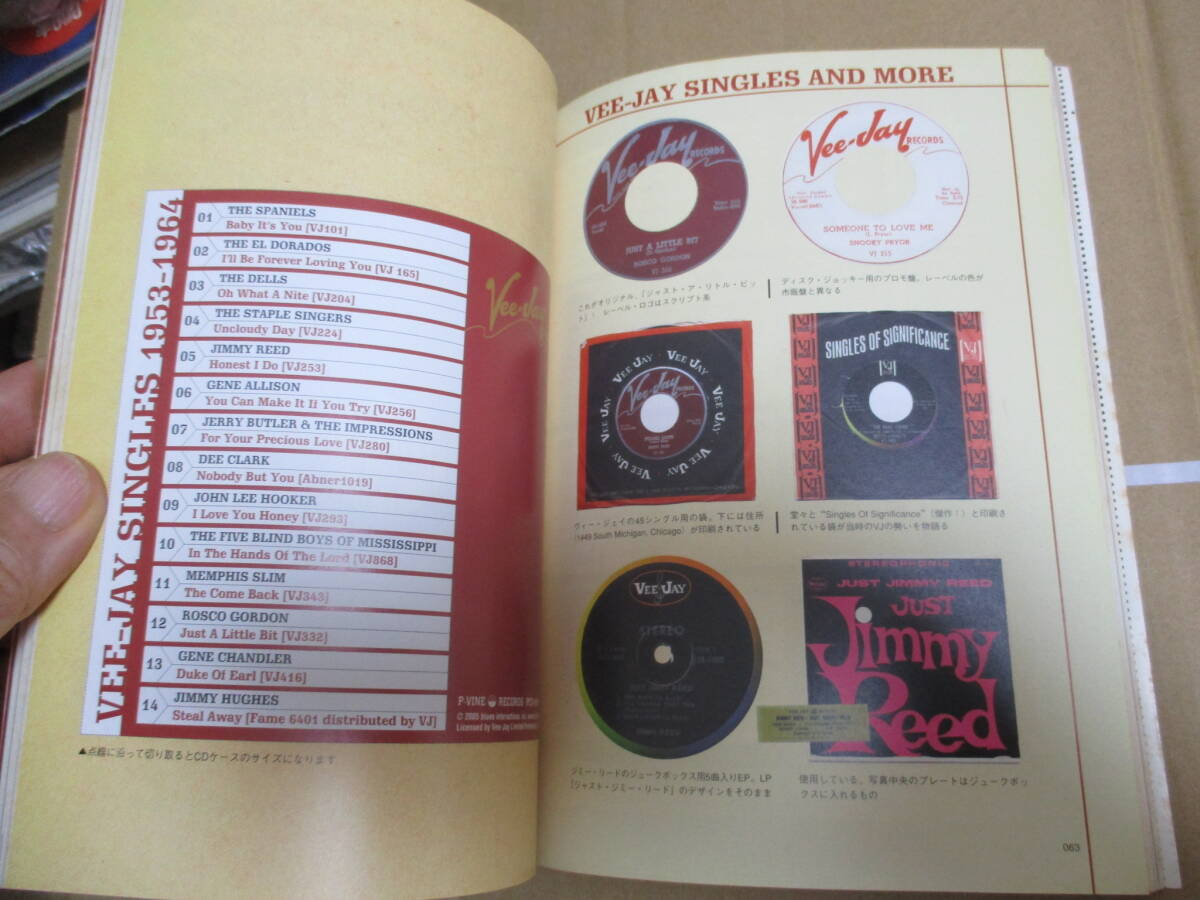 VEE-JAY SINGLES 1953-1964
01 THE SPANIELS
Baby It's You [VJ101]
02 THE EL DORADOS
I'll Be Forever Loving You [VJ 165]
03 THE DELLS
Oh What A Nite [VJ204]
04 THE STAPLE SINGERS
Uncloudy Day [VJ224]
05 JIMMY REED
Honest I Do [VJ253]
06 GENE ALLISON
You Can Make It Ii You Try [VJ256]
07 JERRY BUTLER & THE IMPRESSIONS
For Your Precious Love [VJ280]
08 DEE CLARK
Nobody But You [Abner1019]
09 JOHN LEE HOOKER
I Love You Honey [VJ293]
10 THE FIVE BLIND BOYS OF MISSISSIPPI
In The Hands Of The Lord [VJ868]
11 MEMPHIS SLIM
The Come Back [VJ343]
12 ROSCO GORDON
Just A Little Bit [VJ332]
13 GENE CHANDLER
Duke Of Earl [VJ416]
14 JIMMY HUGHES
Steal Away [Fame 6401 distributed by VJ]
Vee-Jay
P-VINE RECORDS
▲点線に沿って切り取るとCDケースのサイズになります
VEE-JAY SINGLES AND MORE
Vee-Jay RECORDS
JUST A LITTLE BIT
ROSCO GORDON
Vee-Jay RECORDS
SOMEONE TO LOVE ME
SNOOKY PRYOR
これがオリジナル、「ジャスト・ア・リトル・ビッ
ト」！ レーベル・ロゴはスクリプト系
ディスク・ジョッキー用のプロモ盤。レーベルの色が
市販盤と異なる
VEE JAY VEE JAY VEE JAY VEE JAY VEE JAY
Vee-Jay RECORDS
SINGLES OF SIGNIFICANCE
VJ
ヴィー・ジェイの45シングル用の袋。下には住所
(1449 South Michigan, Chicago) が印刷されている
堂々と“Singles Of Significance”（傑作！）と印刷さ
れている袋が当時のVJの勢いを物語る
VEE JAY
STEREO
JIMMY REED
STEREOPHONIC
JUST JIMMY REED
JUST
Jimmy
Reed
ジミー・リードのジュークボックス用5曲入りEP。LP
『ジャスト・ジミー・リード』のデザインをそのまま
使用している。写真中央のプレートはジュークボッ
クスに入れるもの
063